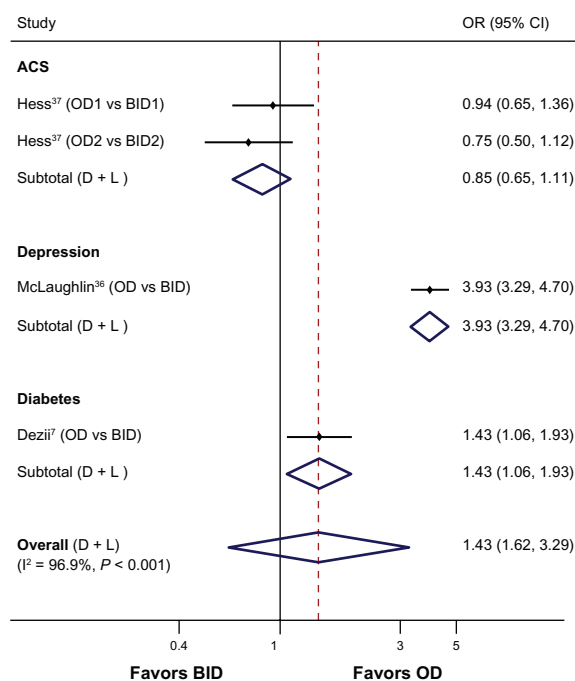 Study OR (95% CI)
ACS
Hess³⁷ (OD1 vs BID1) 0.94 (0.65, 1.36)
Hess³⁷ (OD2 vs BID2) 0.75 (0.50, 1.12)
Subtotal (D + L ) 0.85 (0.65, 1.11)
Depression
McLaughlin³⁶ (OD vs BID) 3.93 (3.29, 4.70)
Subtotal (D + L ) 3.93 (3.29, 4.70)
Diabetes
Dezii⁷ (OD vs BID) 1.43 (1.06, 1.93)
Subtotal (D + L ) 1.43 (1.06, 1.93)
Overall (D + L) 1.43 (1.62, 3.29)
(I² = 96.9%, P < 0.001)
0.4 1 3 5
Favors BID Favors OD